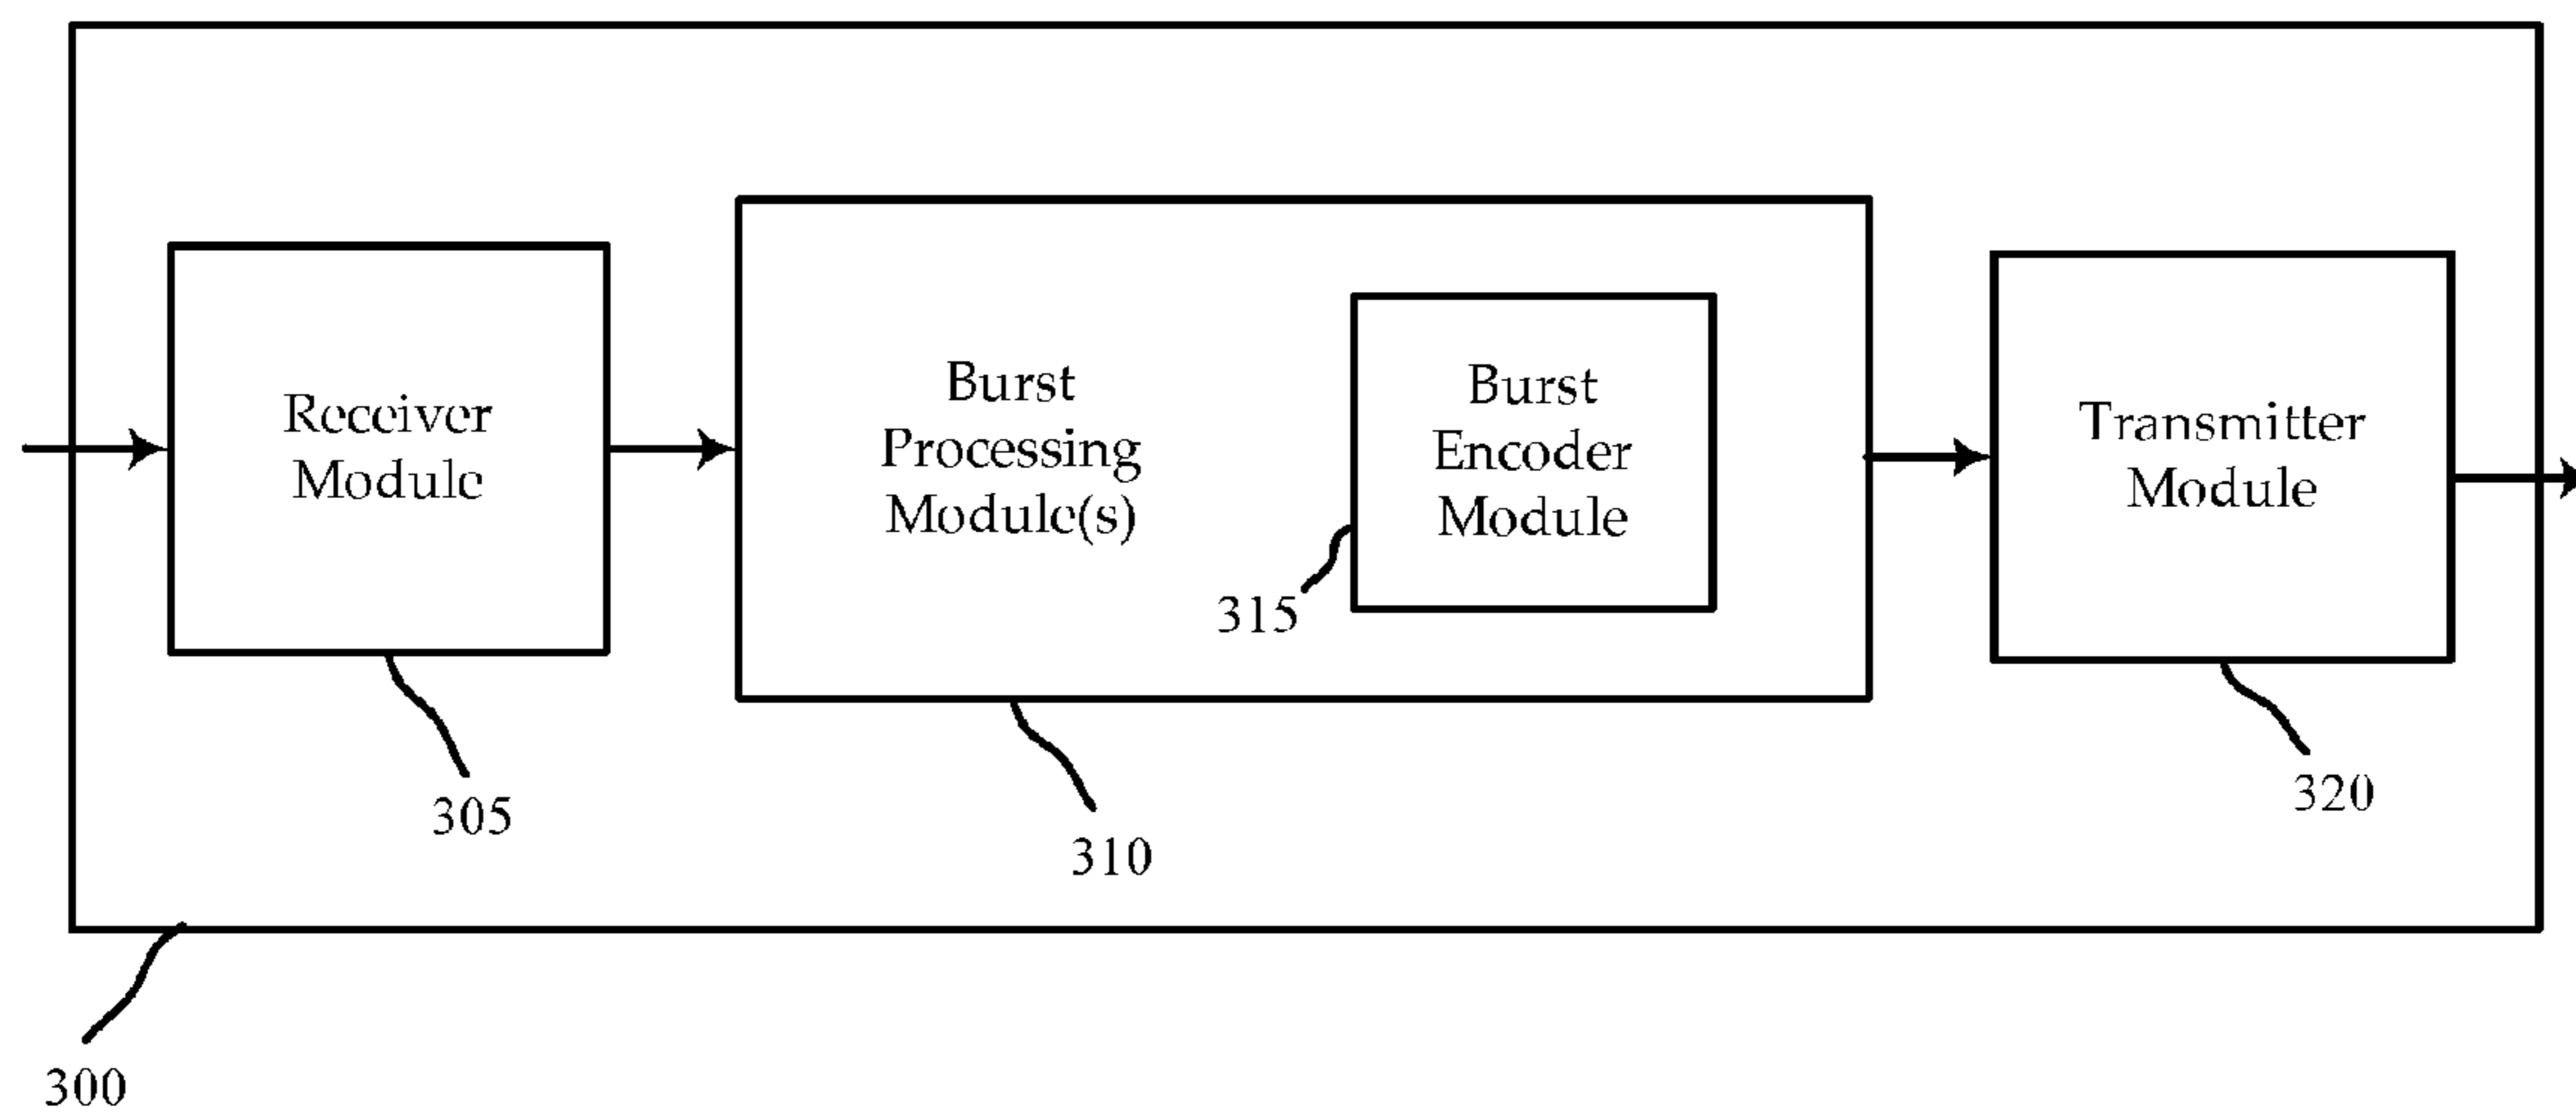 Receiver
Module
305
Burst
Processing
Module(s)
310
Burst
Encoder
Module
315
Transmitter
Module
320
300